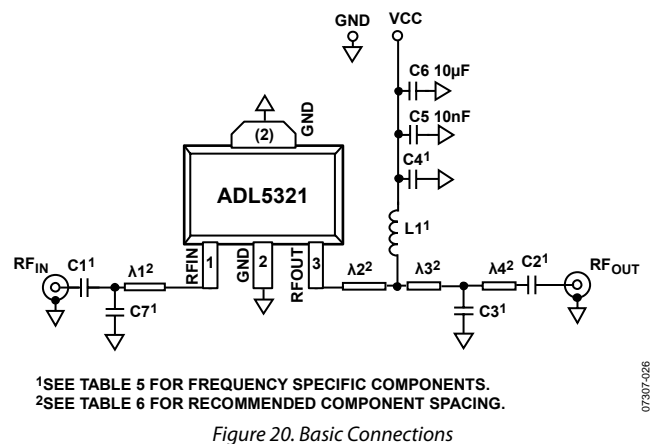 GND VCC
C6 10µF
C5 10nF
C4¹
L1¹
(2)
GND
ADL5321
RFIN
1
GND
2
RFOUT
3
RF_IN
C1¹
λ1²
C7¹
λ2²
λ3²
λ4²
C2¹
RF_OUT
C3¹
¹SEE TABLE 5 FOR FREQUENCY SPECIFIC COMPONENTS.
²SEE TABLE 6 FOR RECOMMENDED COMPONENT SPACING.
07307-026
Figure 20. Basic Connections